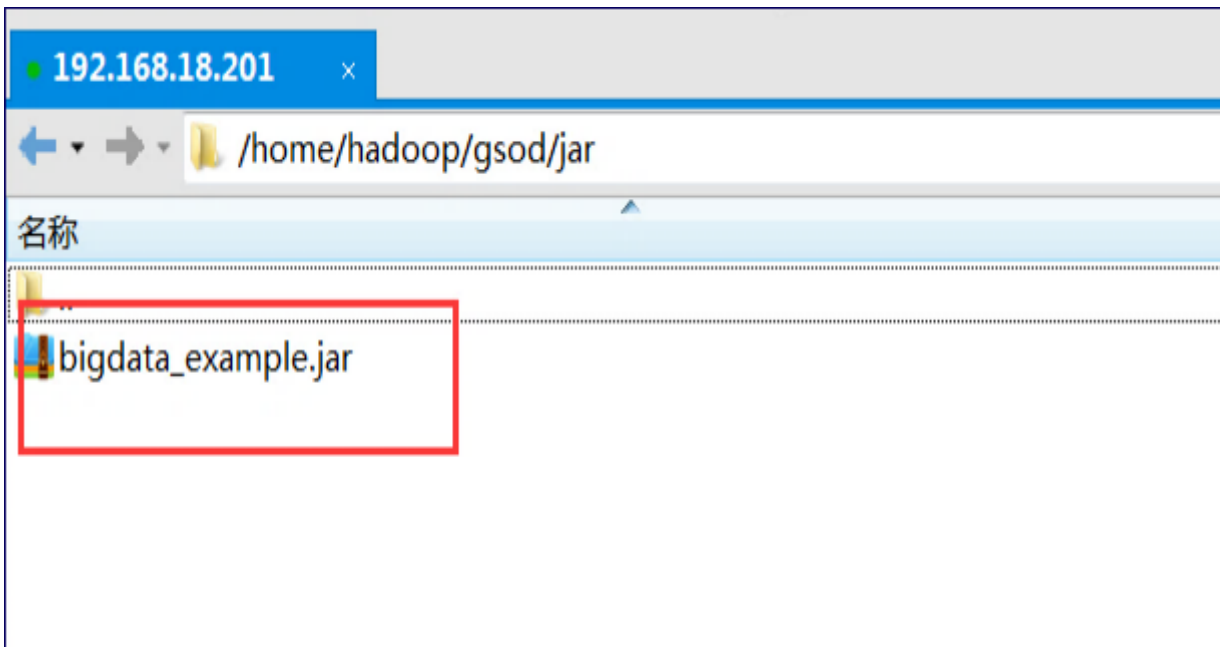 192.168.18.201 ×
/home/hadoop/gsod/jar
名称
..
bigdata_example.jar